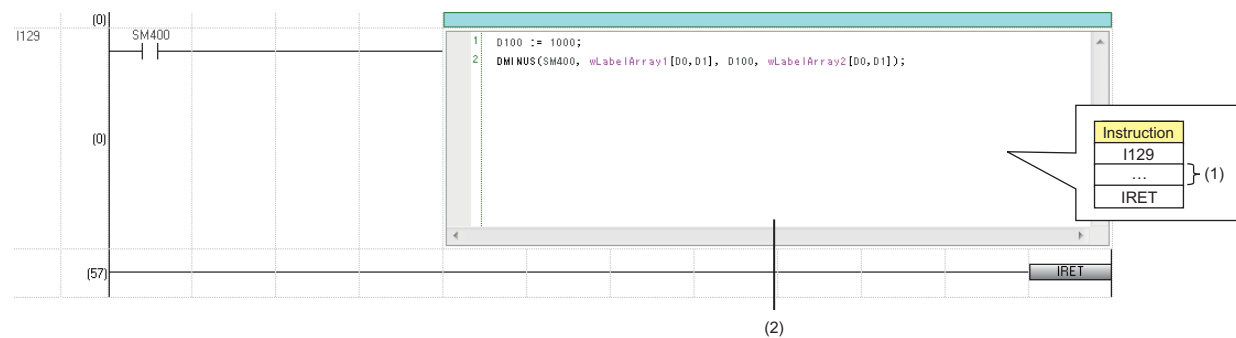 (0)
I129
SM400
1 D100 := 1000;
2 DMINUS(SM400, wLabelArray1[D0,D1], D100, wLabelArray2[D0,D1]);
(0)
Instruction
I129
...
IRET
(1)
(57)
IRET
(2)